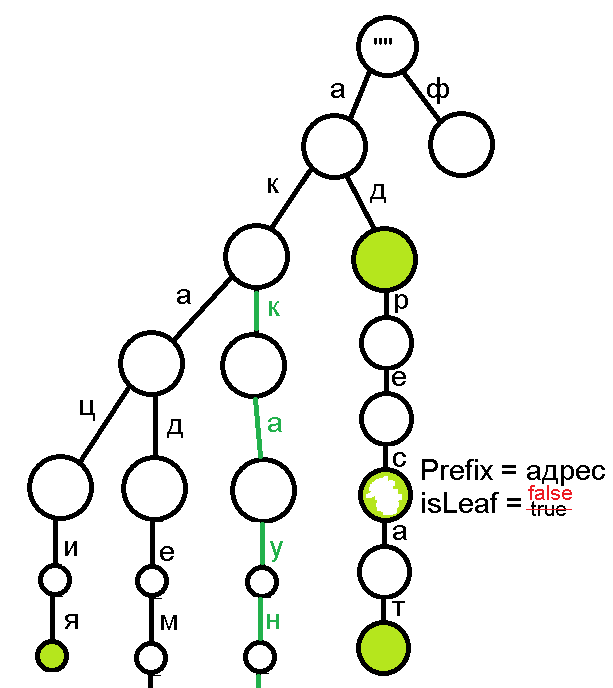 ""
а ф
к д
а к р
ц д а е
с
Prefix = адрес
isLeaf = false
true
и е у а
я м н т